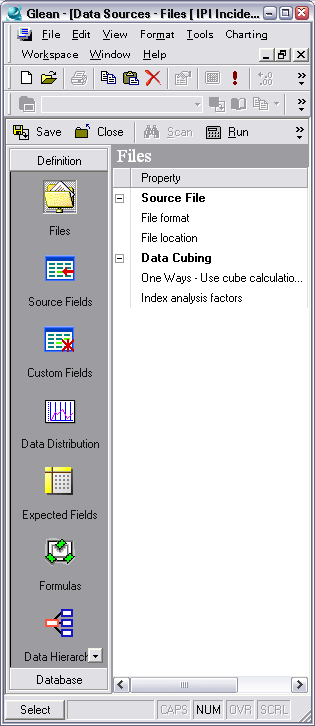 Glean - [Data Sources - Files [ IPI Incide...
File Edit View Format Tools Charting
Workspace Help
+.0
.00
Save Close Scan Run
Definition
Files
Source Fields
Custom Fields
Data Distribution
Expected Fields
Formulas
Data Hierarch
Database
Files
Property
Source File
File format
File location
Data Cubing
One Ways - Use cube calculatio...
Index analysis factors
Select CAPS NUM OVR SCRL